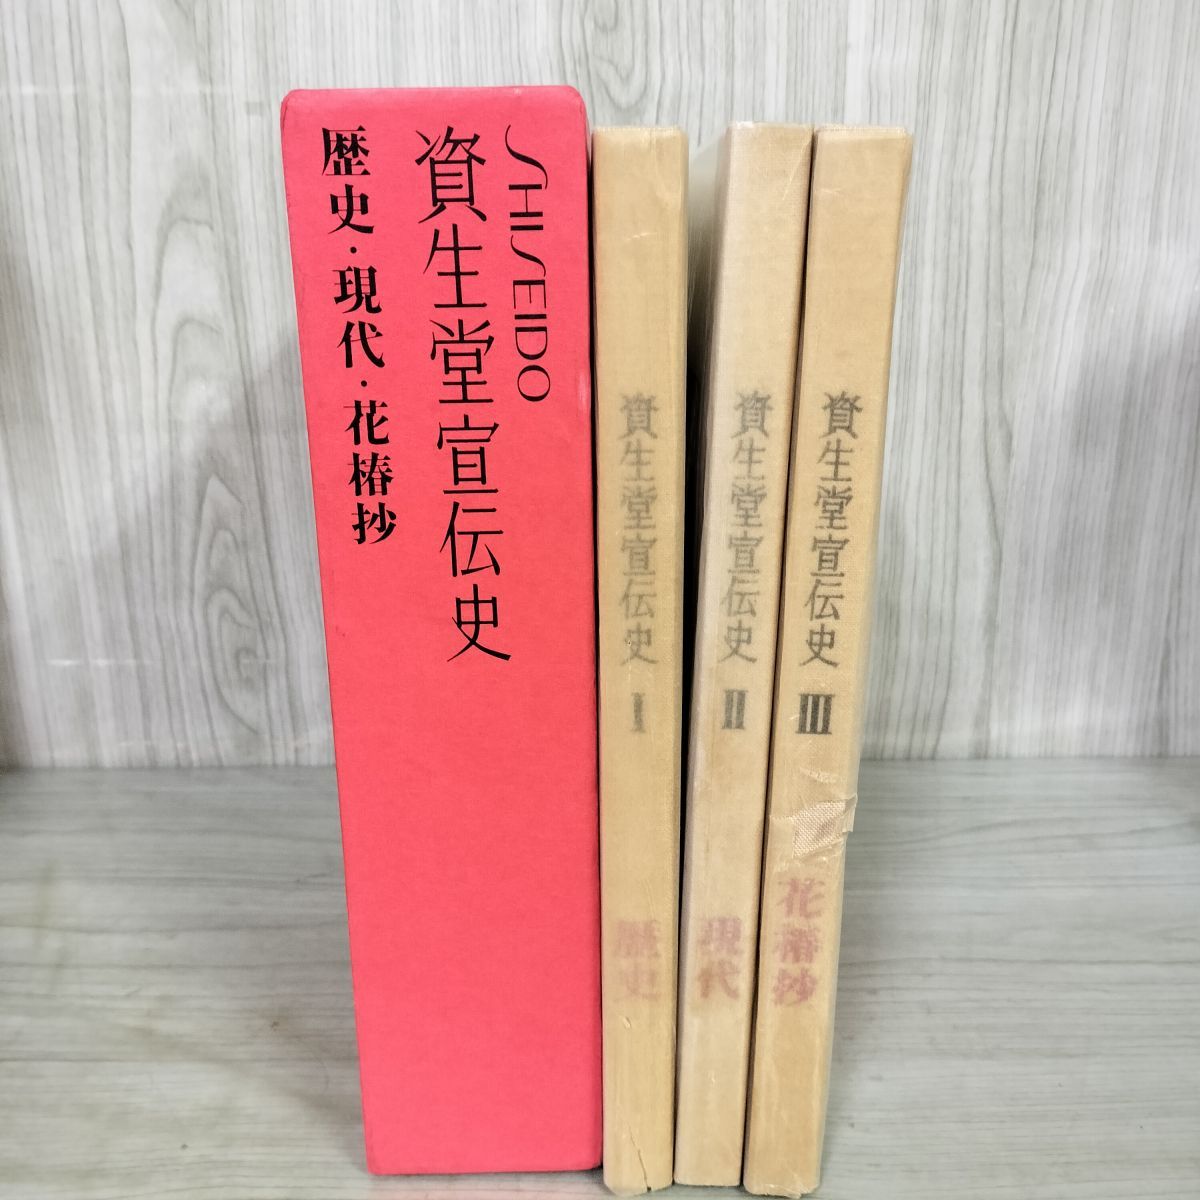 SHISEIDO
資生堂宣伝史
歴史・現代・花椿抄
資生堂宣伝史 I
歴史
資生堂宣伝史 II
現代
資生堂宣伝史 III
花椿抄